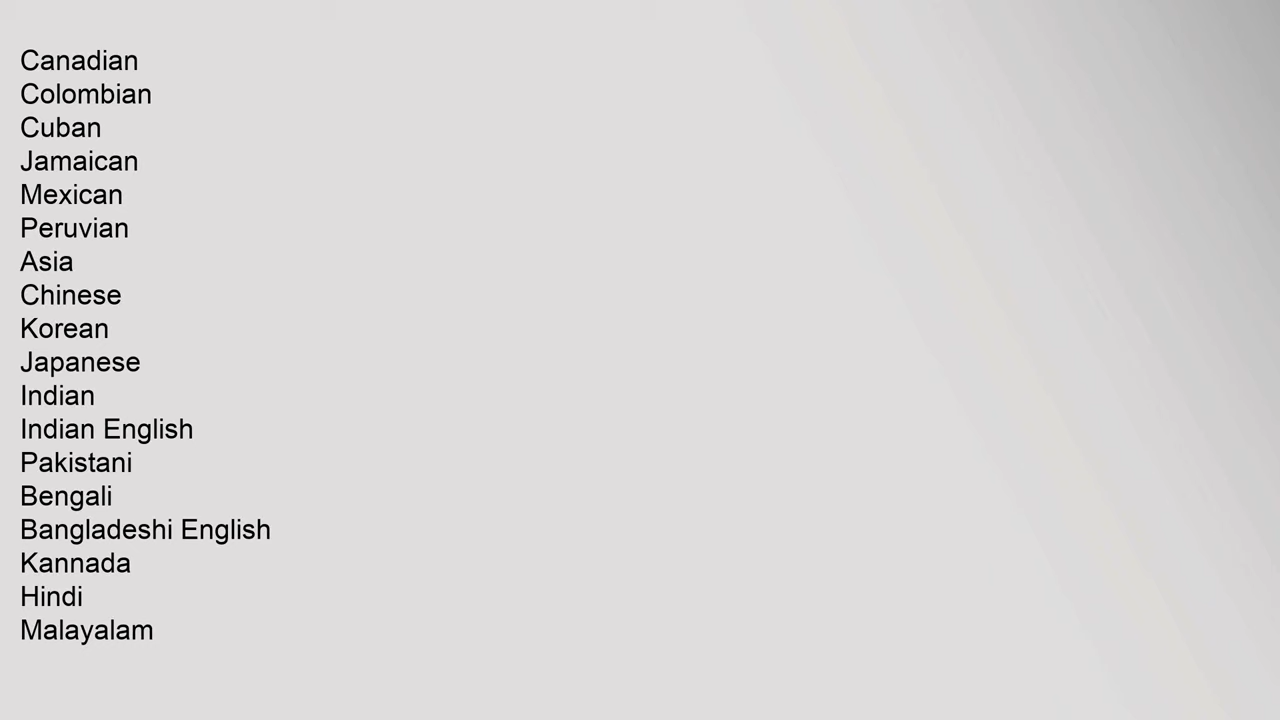 Canadian
Colombian
Cuban
Jamaican
Mexican
Peruvian
Asia
Chinese
Korean
Japanese
Indian
Indian English
Pakistani
Bengali
Bangladeshi English
Kannada
Hindi
Malayalam